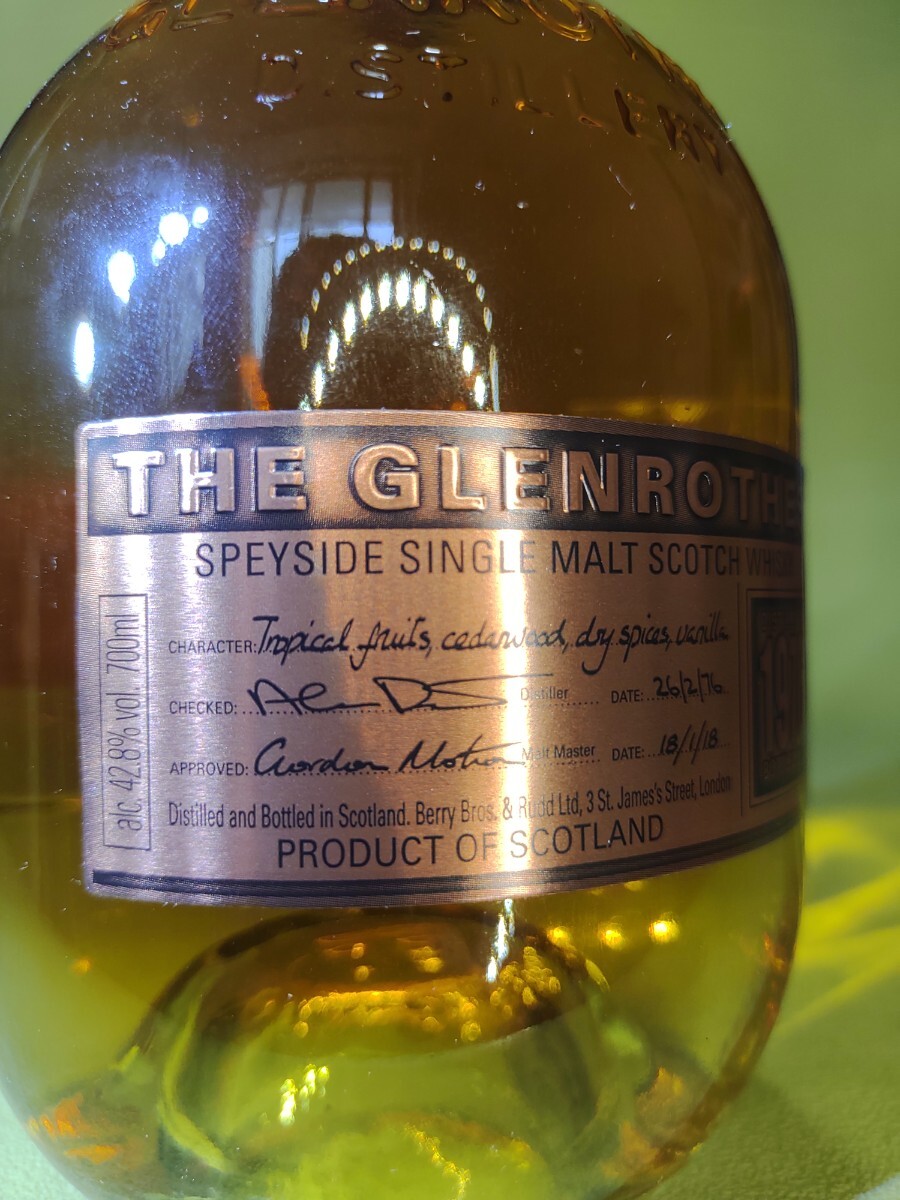 DISTILLERY
THE GLENROTHE
SPEYSIDE SINGLE MALT SCOTCH WHIS
alc. 42.8% vol. 700ml
CHARACTER: Tropical fruits, cedarwood, dry spices, vanilla
CHECKED: Distiller DATE: 26/2/76
APPROVED: Gordon Motion Malt Master DATE: 18/1/18
197
Distilled and Bottled in Scotland. Berry Bros. & Rudd Ltd, 3 St. James's Street, London
PRODUCT OF SCOTLAND